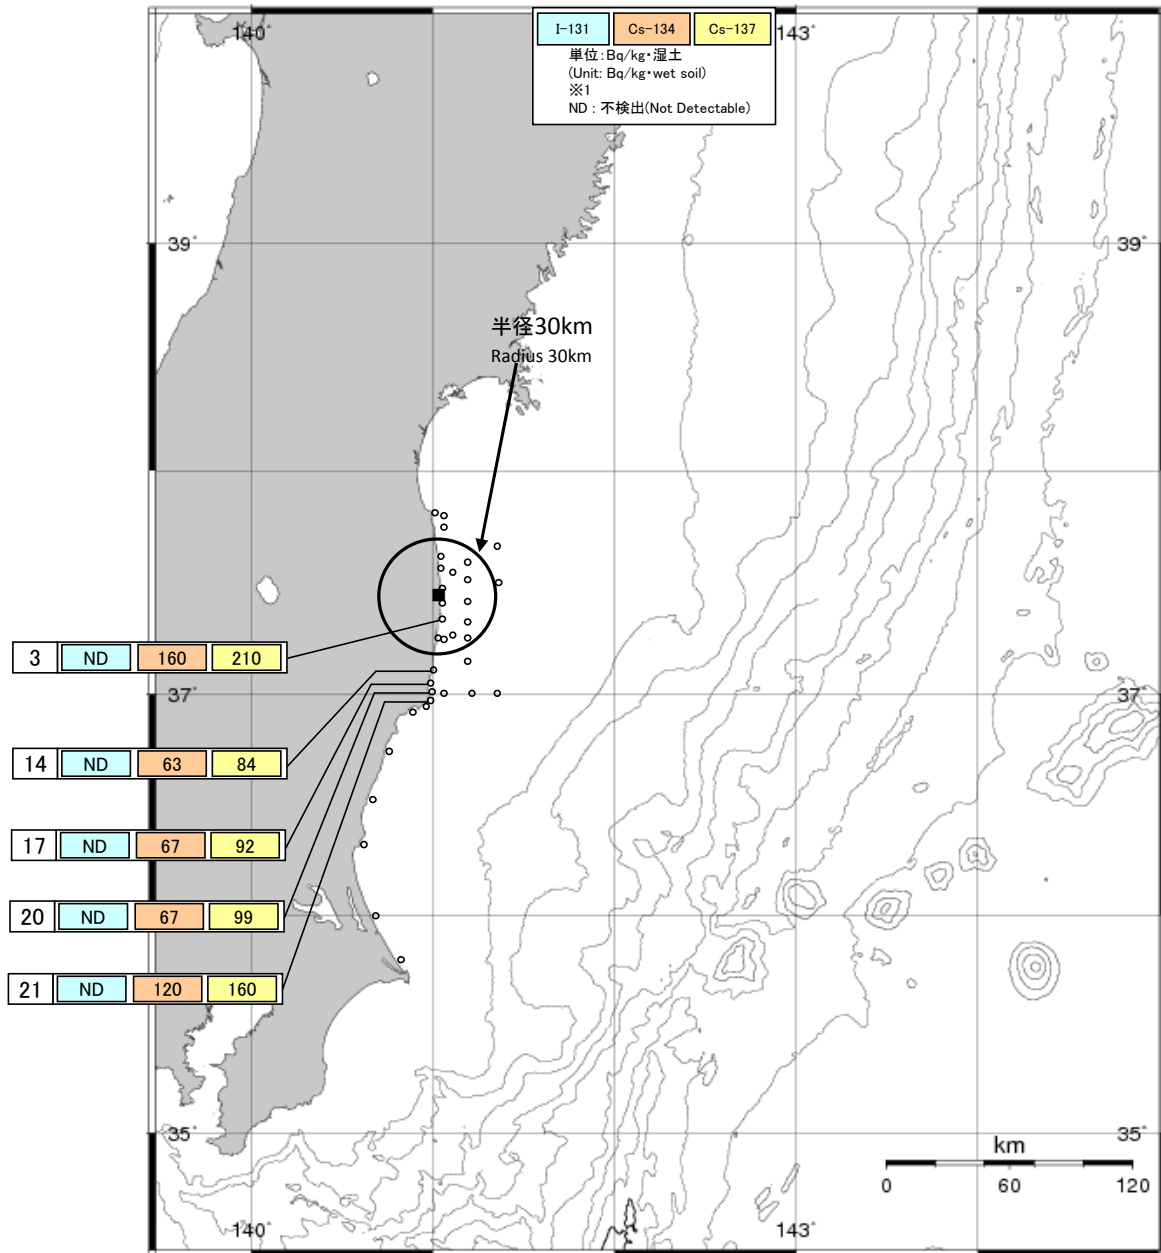 140°
I-131 Cs-134 Cs-137
143°
単位:Bq/kg・湿土
(Unit: Bq/kg・wet soil)
※1
ND : 不検出(Not Detectable)
39°
39°
半径30km
Radius 30km
3 ND 160 210
37°
37°
14 ND 63 84
17 ND 67 92
20 ND 67 99
21 ND 120 160
35°
35°
km
0 60 120
140°
143°